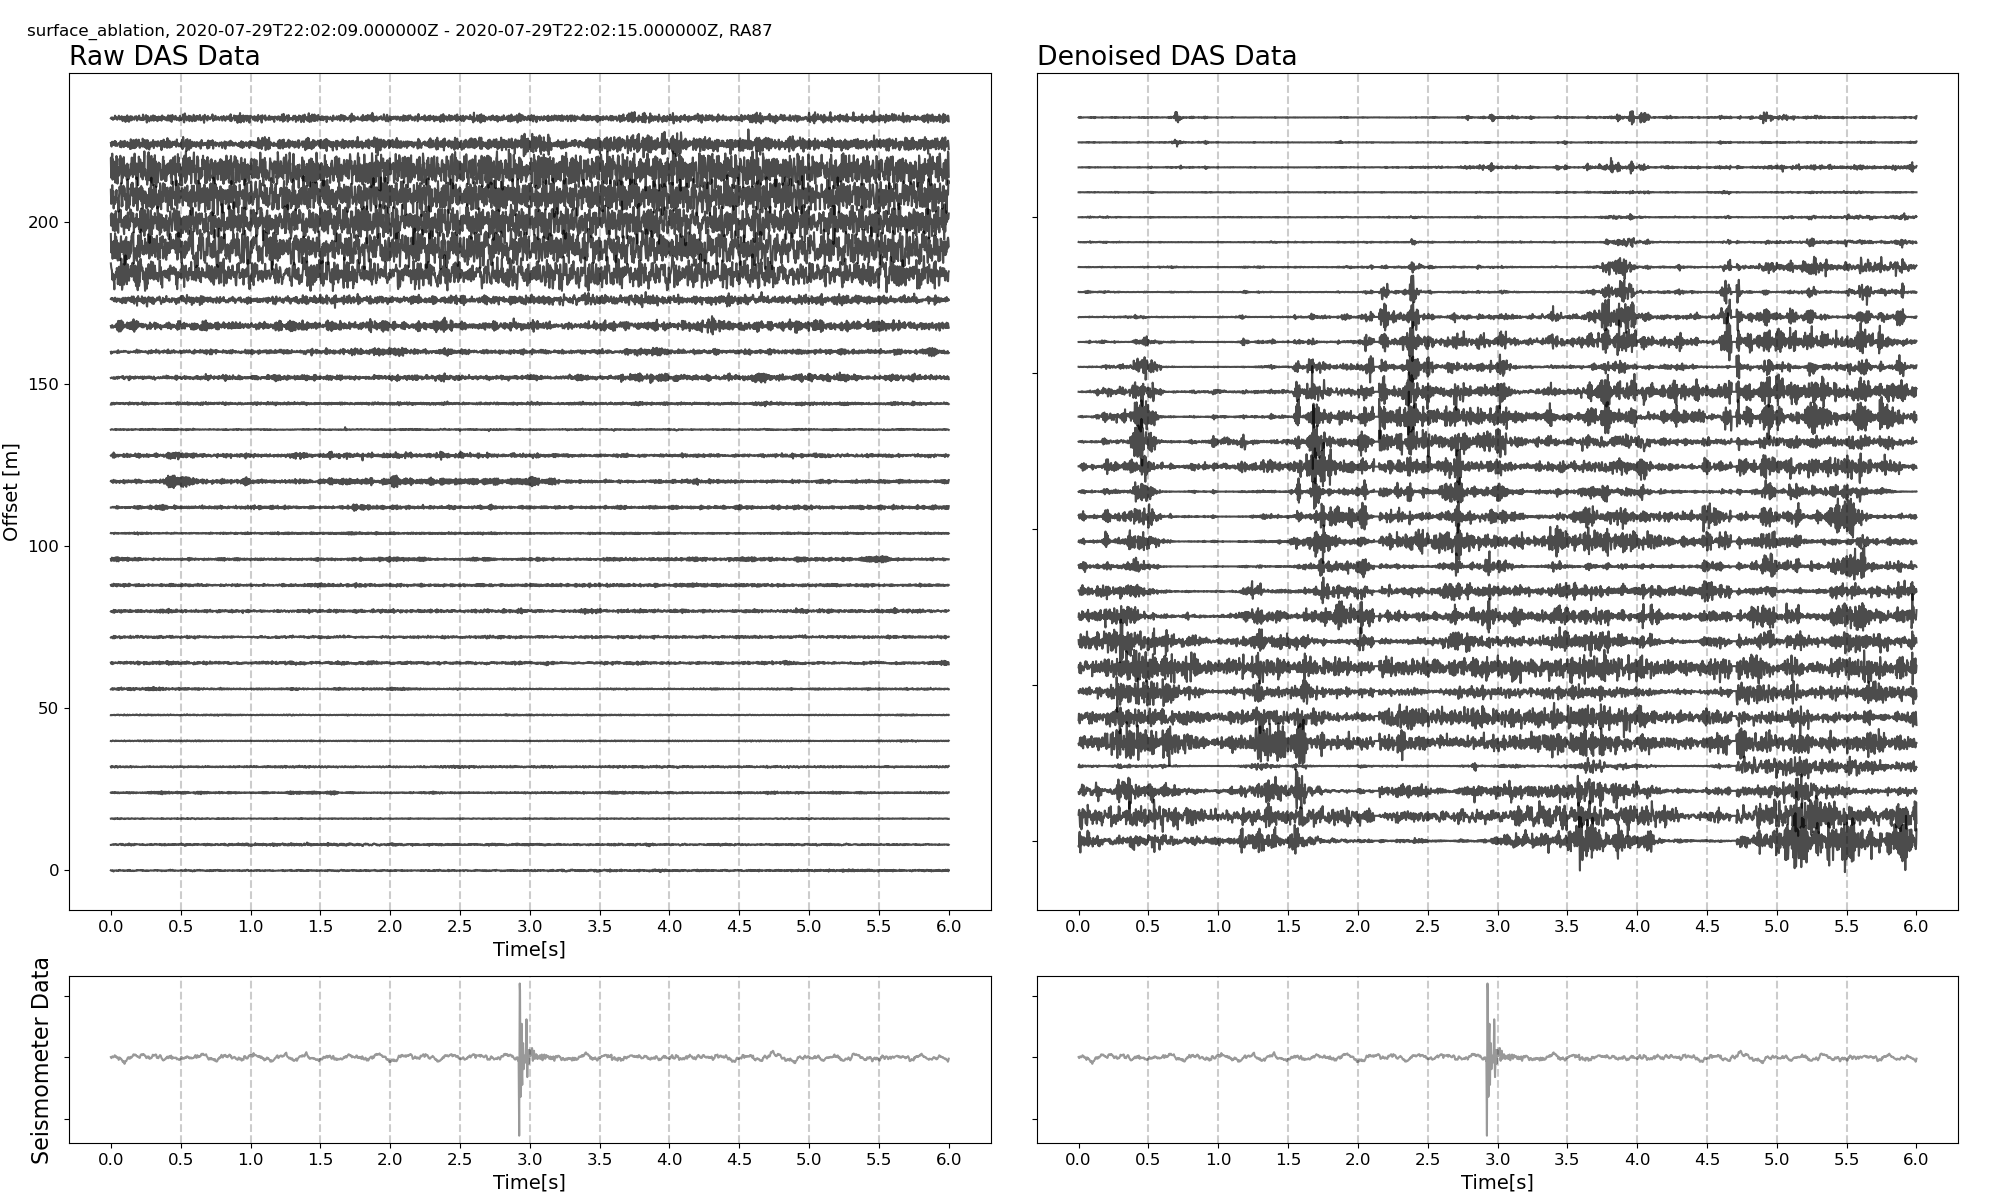 surface_ablation, 2020-07-29T22:02:09.000000Z - 2020-07-29T22:02:15.000000Z, RA87
Raw DAS Data
Denoised DAS Data
Offset [m]
200
150
100
50
0
0.0 0.5 1.0 1.5 2.0 2.5 3.0 3.5 4.0 4.5 5.0 5.5 6.0
Time[s]
0.0 0.5 1.0 1.5 2.0 2.5 3.0 3.5 4.0 4.5 5.0 5.5 6.0
Seismometer Data
0.0 0.5 1.0 1.5 2.0 2.5 3.0 3.5 4.0 4.5 5.0 5.5 6.0
Time[s]
0.0 0.5 1.0 1.5 2.0 2.5 3.0 3.5 4.0 4.5 5.0 5.5 6.0
Time[s]